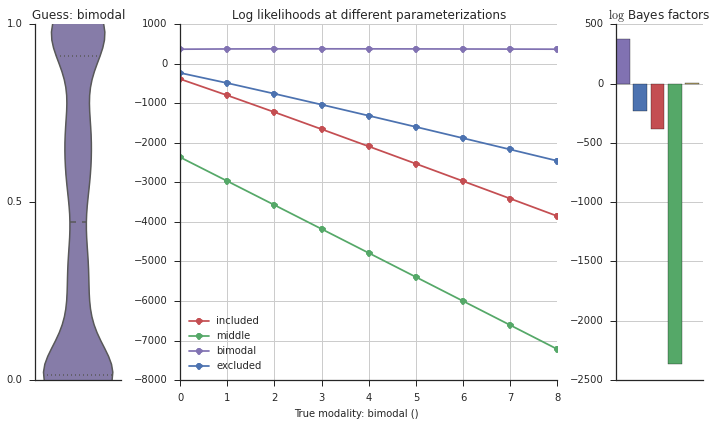 Guess: bimodal
1.0
0.5
0.0
Log likelihoods at different parameterizations
1000
0
−1000
−2000
−3000
−4000
−5000
−6000
−7000
−8000
included
middle
bimodal
excluded
0 1 2 3 4 5 6 7 8
True modality: bimodal ()
log Bayes factors
500
0
−500
−1000
−1500
−2000
−2500